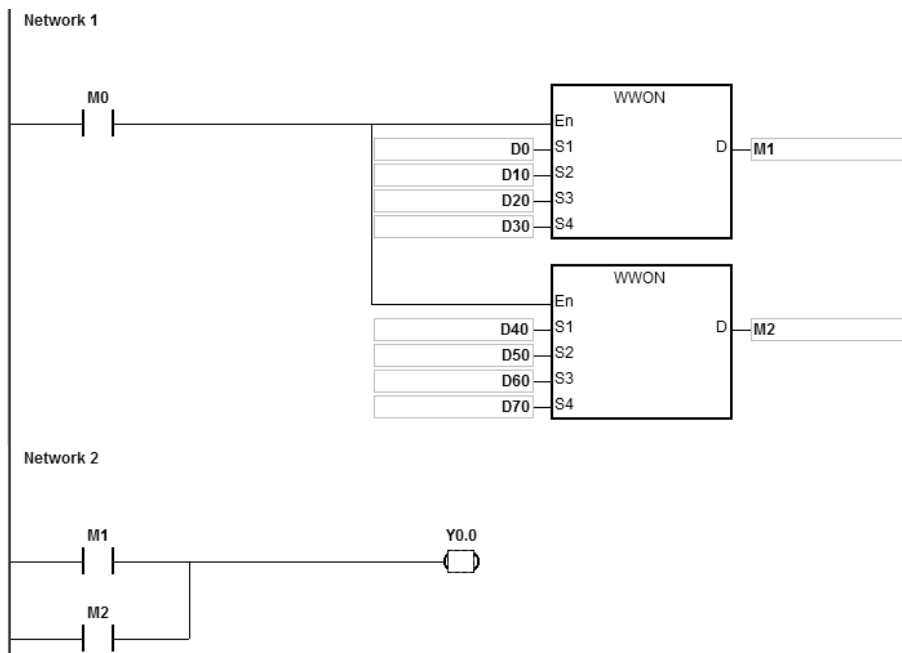 Network 1
M0
WWON
En
D0 S1 D M1
D10 S2
D20 S3
D30 S4
WWON
En
D40 S1 D M2
D50 S2
D60 S3
D70 S4
Network 2
M1 Y0.0
M2